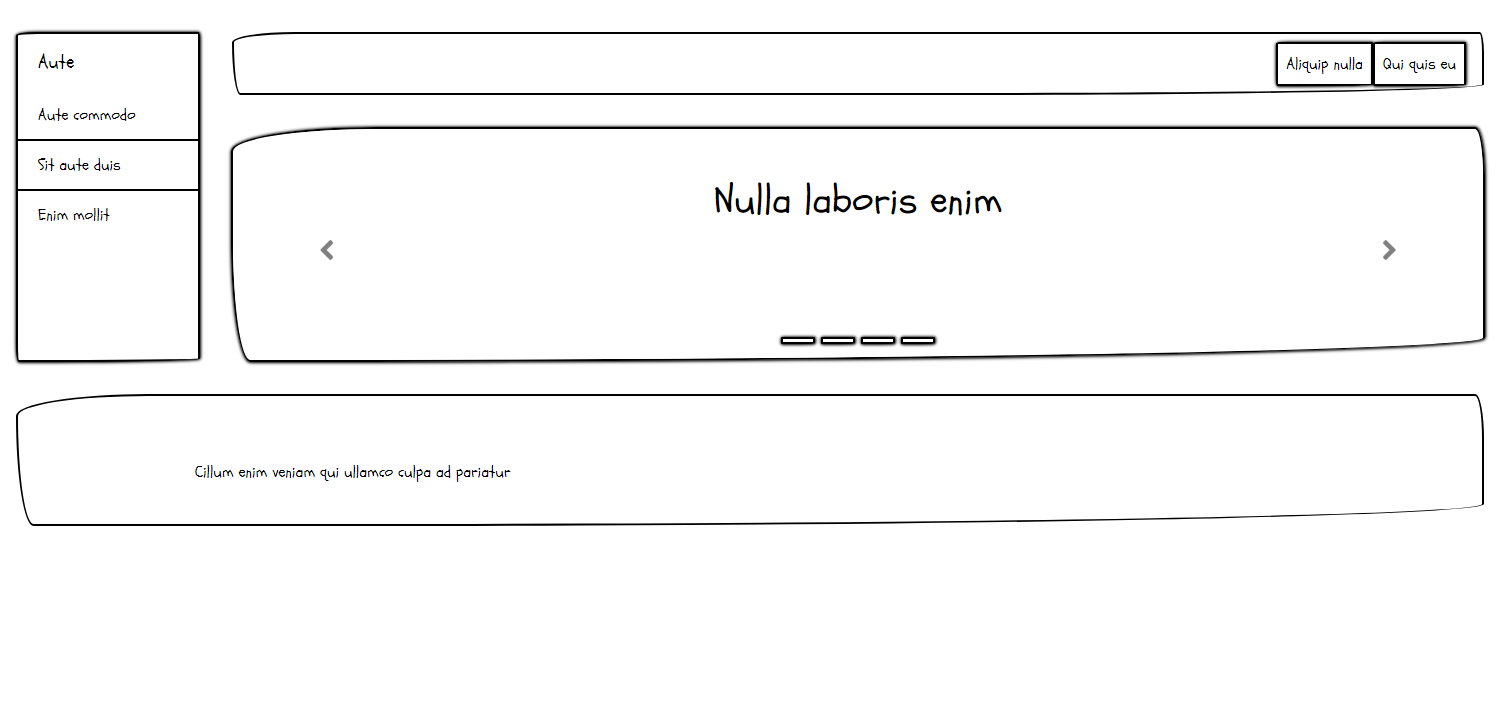 Aute
Aute commodo
Sit aute duis
Enim mollit
Aliquip nulla
Qui quis eu
Nulla laboris enim
Cillum enim veniam qui ullamco culpa ad pariatur